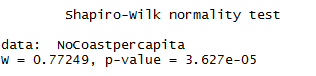 Shapiro-Wilk normality test
data:  NoCoastpercapita
W = 0.77249, p-value = 3.627e-05